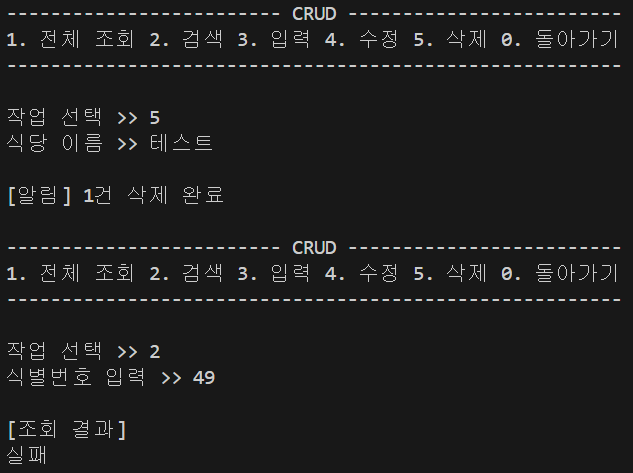 ------------------------ CRUD ------------------------
1. 전체 조회 2. 검색 3. 입력 4. 수정 5. 삭제 0. 돌아가기
------------------------------------------------------
작업 선택 >> 5
식당 이름 >> 테스트
[알림] 1건 삭제 완료
------------------------ CRUD ------------------------
1. 전체 조회 2. 검색 3. 입력 4. 수정 5. 삭제 0. 돌아가기
------------------------------------------------------
작업 선택 >> 2
식별번호 입력 >> 49
[조회 결과]
실패